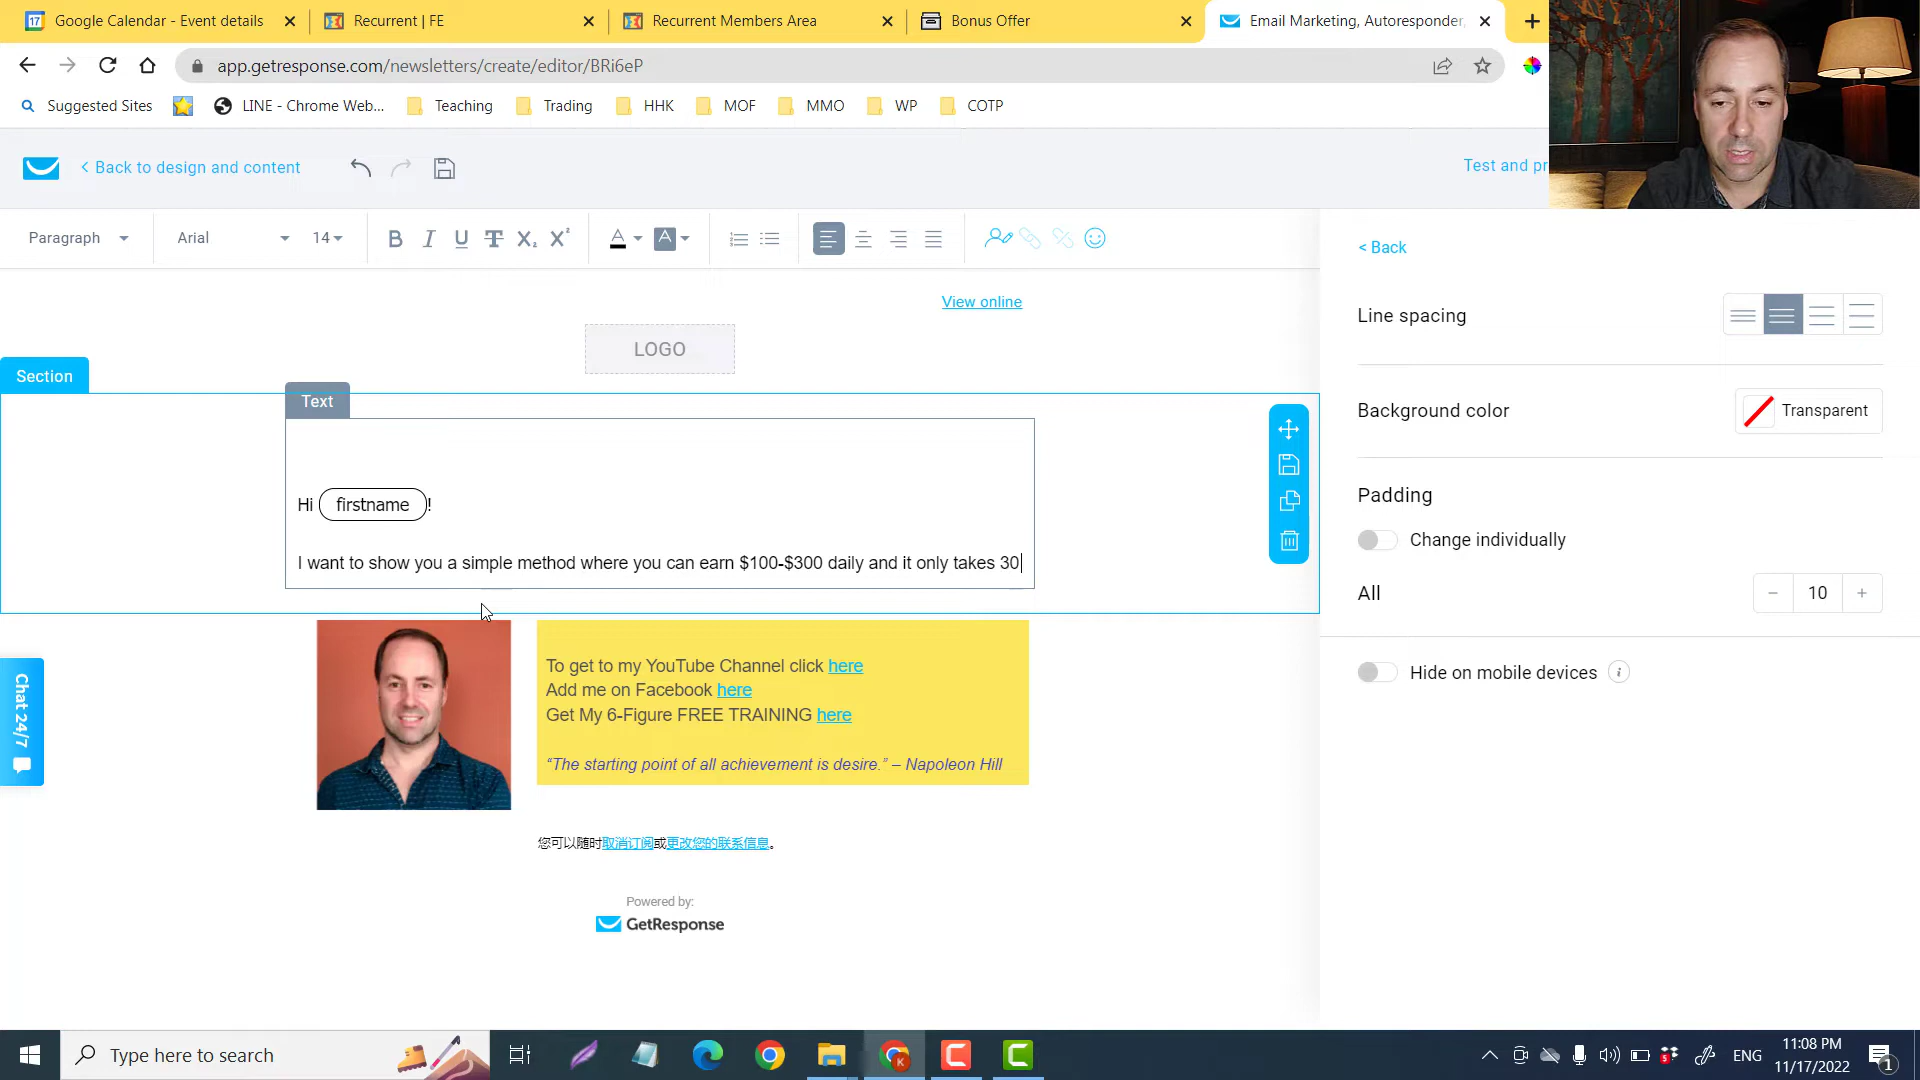 Google Calendar - Event details
Recurrent | FE
Recurrent Members Area
Bonus Offer
Email Marketing, Autoresponder,
app.getresponse.com/newsletters/create/editor/BRi6eP
Suggested Sites
LINE - Chrome Web...
Teaching
Trading
HHK
MOF
MMO
WP
COTP
< Back to design and content
Test and pr
Paragraph
Arial
14
< Back
View online
LOGO
Line spacing
Section
Text
Background color
Transparent
Padding
Hi firstname!
Change individually
I want to show you a simple method where you can earn $100-$300 daily and it only takes 30
All
10
To get to my YouTube Channel click here
Add me on Facebook here
Get My 6-Figure FREE TRAINING here
"The starting point of all achievement is desire." – Napoleon Hill
Hide on mobile devices
Chat 24/7
您可以随时取消订阅或更改您的联系信息。
Powered by:
GetResponse
Type here to search
ENG
11:08 PM
11/17/2022
1